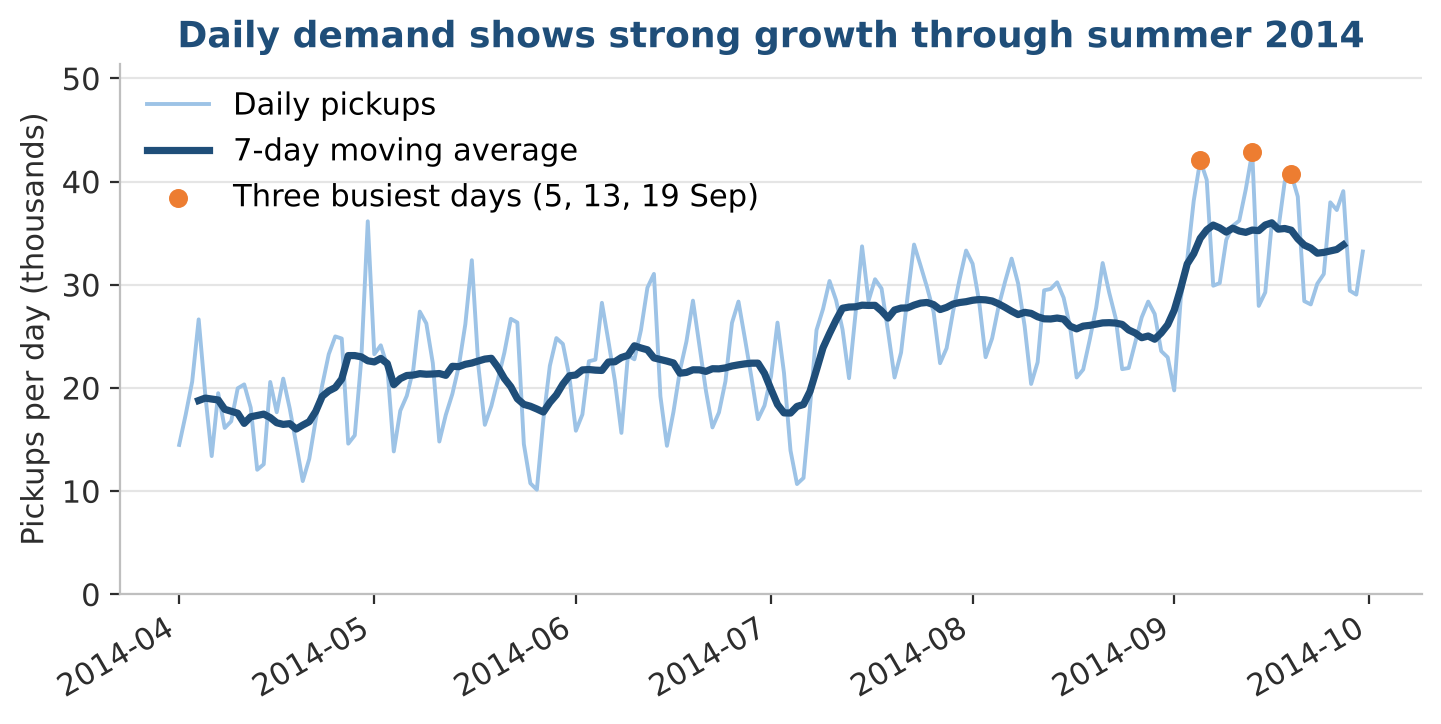 Daily demand shows strong growth through summer 2014
Pickups per day (thousands)
50
40
30
20
10
0
Daily pickups
7-day moving average
Three busiest days (5, 13, 19 Sep)
2014-04
2014-05
2014-06
2014-07
2014-08
2014-09
2014-10